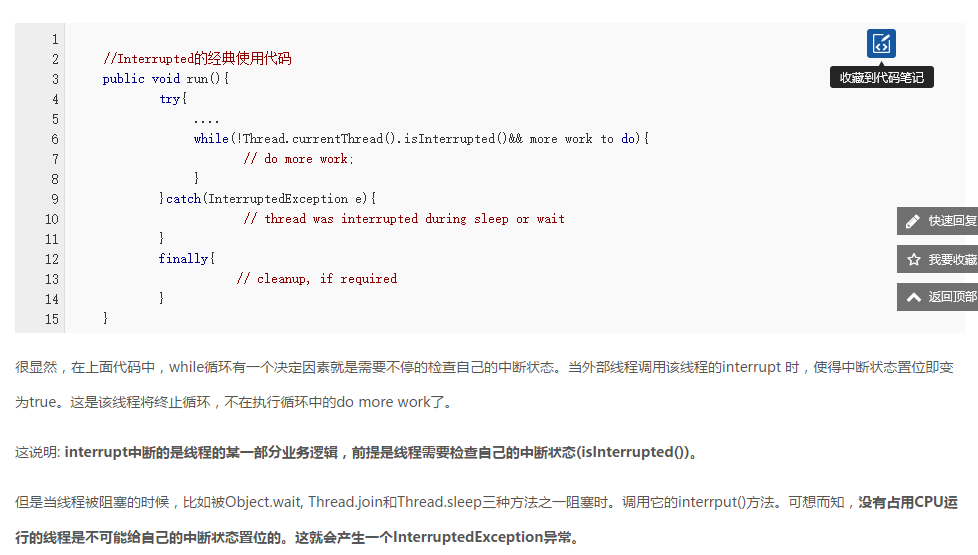 1
2 //Interrupted的经典使用代码
3 public void run(){
4 try{
5 ....
6 while(!Thread.currentThread().isInterrupted()&& more work to do){
7 // do more work;
8 }
9 }catch(InterruptedException e){
10 // thread was interrupted during sleep or wait
11 }
12 finally{
13 // cleanup, if required
14 }
15 }
收藏到代码笔记
快速回复
我要收藏
返回顶部
很显然，在上面代码中，while循环有一个决定因素就是需要不停的检查自己的中断状态。当外部线程调用该线程的interrupt 时，使得中断状态置位即变
为true。这是该线程将终止循环，不在执行循环中的do more work了。
这说明: interrupt中断的是线程的某一部分业务逻辑，前提是线程需要检查自己的中断状态(isInterrupted())。
但是当线程被阻塞的时候，比如被Object.wait, Thread.join和Thread.sleep三种方法之一阻塞时。调用它的interrput()方法。可想而知，没有占用CPU运
行的线程是不可能给自己的中断状态置位的。这就会产生一个InterruptedException异常。